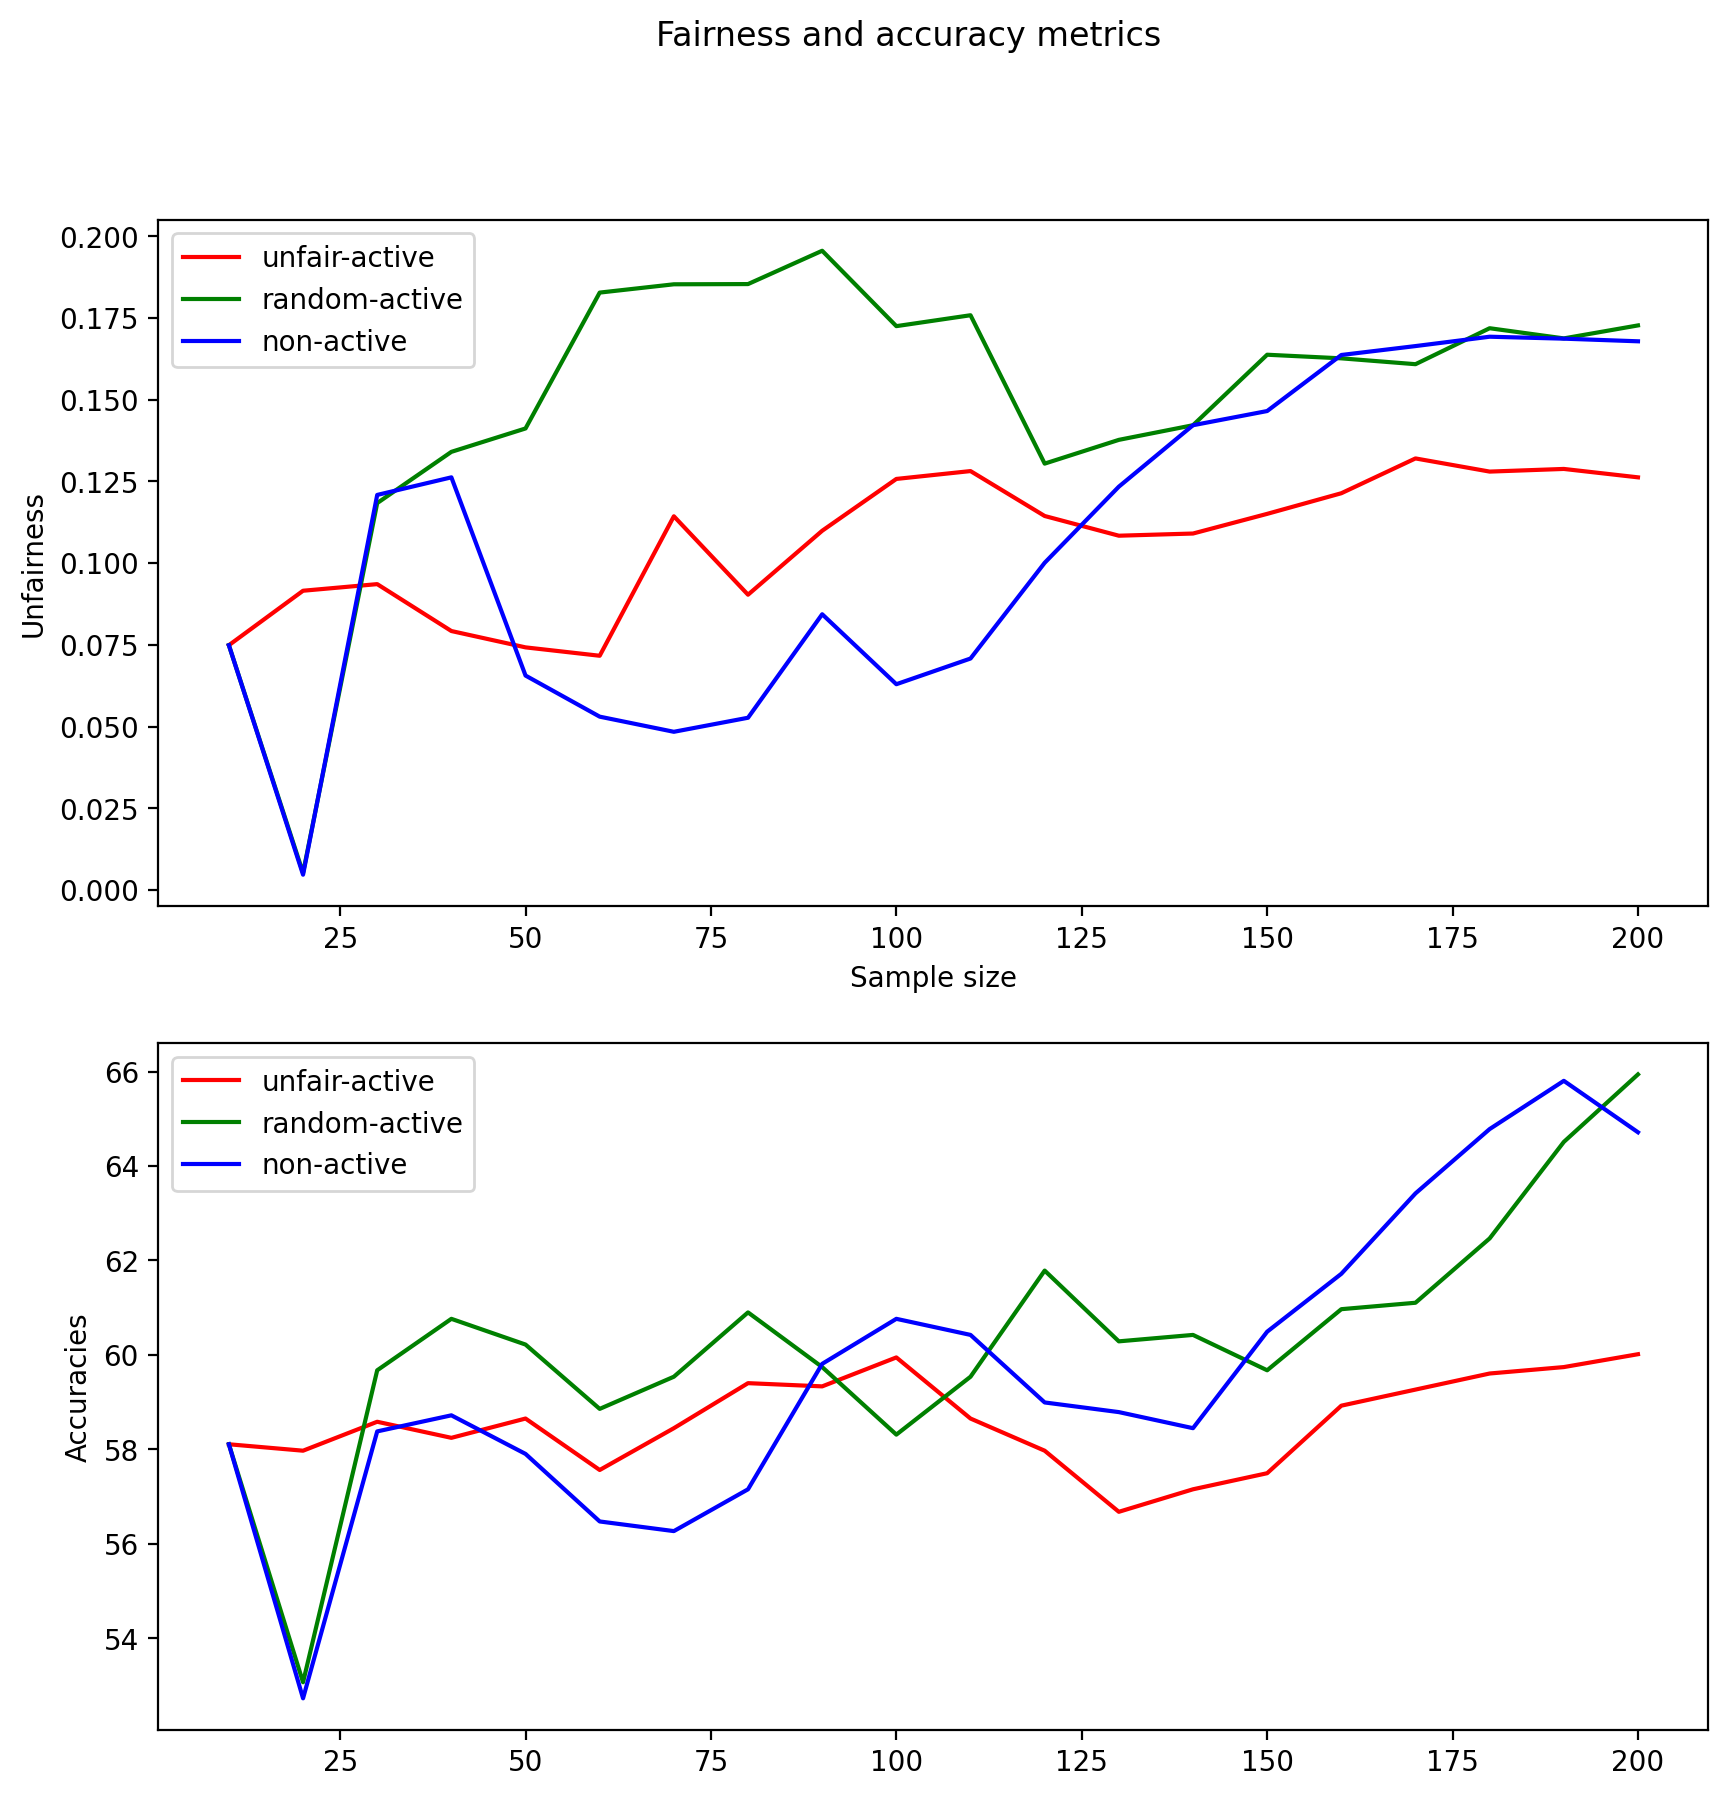 Fairness and accuracy metrics
0.200
0.175
0.150
0.125
0.100
0.075
0.050
0.025
0.000
Unfairness
unfair-active
random-active
non-active
25 50 75 100 125 150 175 200
Sample size
66
64
62
60
58
56
54
Accuracies
unfair-active
random-active
non-active
25 50 75 100 125 150 175 200